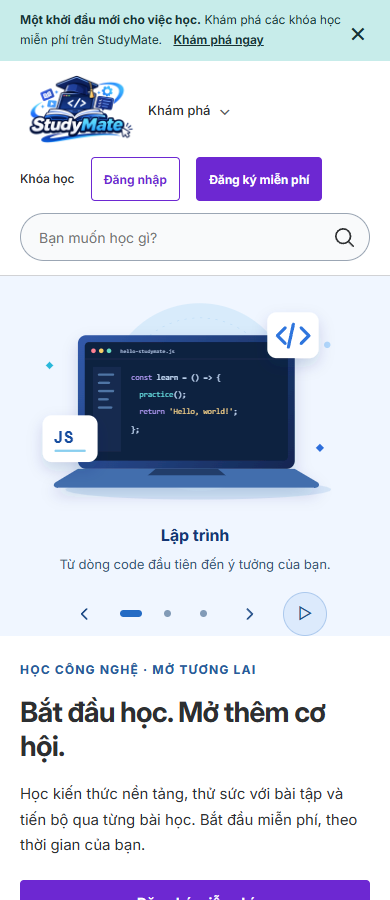 Một khởi đầu mới cho việc học. Khám phá các khóa học
miễn phí trên StudyMate. Khám phá ngay
StudyMate
Khám phá
Khóa học
Đăng nhập
Đăng ký miễn phí
Bạn muốn học gì?
hello-studymate.js
const learn = () => {
practice();
return 'Hello, world!';
};
JS
Lập trình
Từ dòng code đầu tiên đến ý tưởng của bạn.
HỌC CÔNG NGHỆ · MỞ TƯƠNG LAI
Bắt đầu học. Mở thêm cơ
hội.
Học kiến thức nền tảng, thử sức với bài tập và
tiến bộ qua từng bài học. Bắt đầu miễn phí, theo
thời gian của bạn.